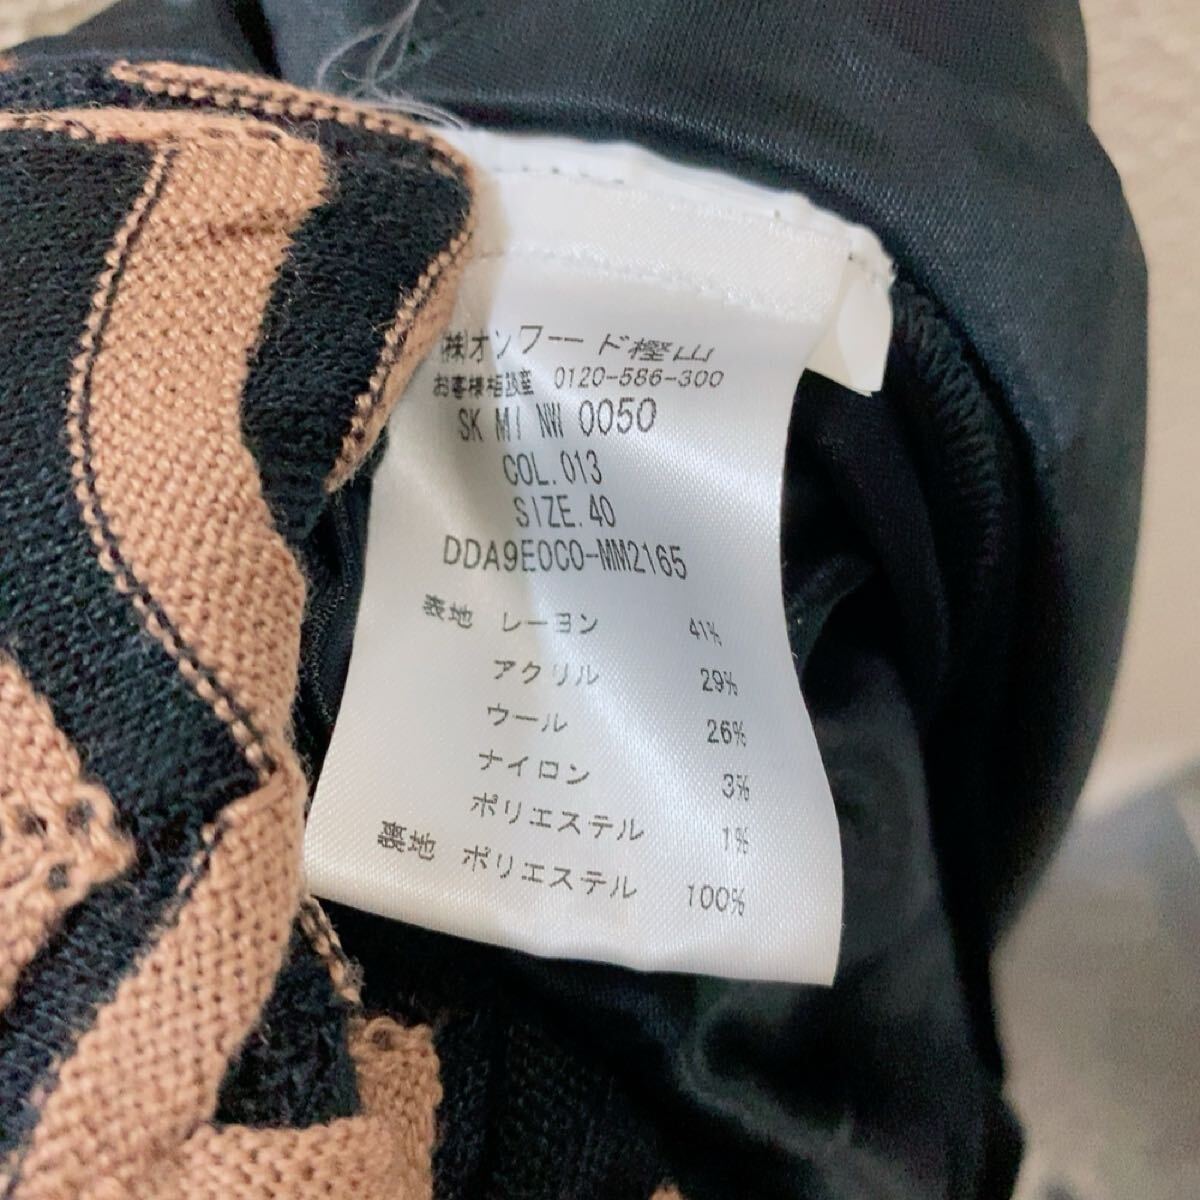 ㈱オンワード樫山
お客様相談室 0120-586-300
SK MI NW 0050
COL.013
SIZE.40
DDA9E0C0-MM2165
表地 レーヨン 41%
アクリル 29%
ウール 26%
ナイロン 3%
ポリエステル 1%
裏地 ポリエステル 100%